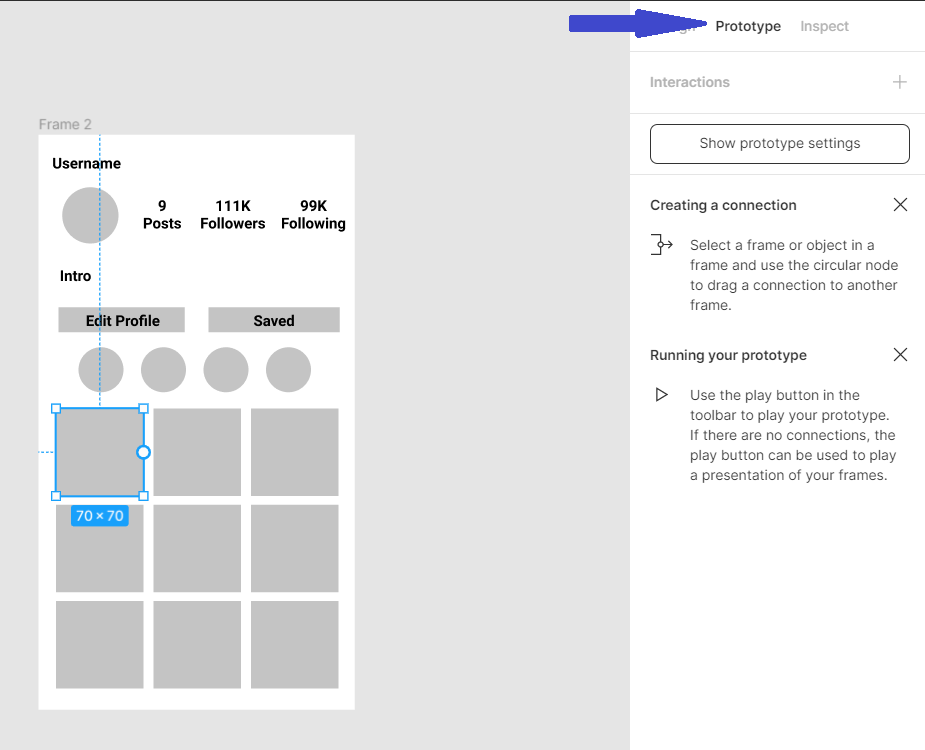 Prototype
Inspect
Interactions
Show prototype settings
Creating a connection
Select a frame or object in a
frame and use the circular node
to drag a connection to another
frame.
Running your prototype
Use the play button in the
toolbar to play your prototype.
If there are no connections, the
play button can be used to play
a presentation of your frames.
Frame 2
Username
9
Posts
111K
Followers
99K
Following
Intro
Edit Profile
Saved
70 × 70